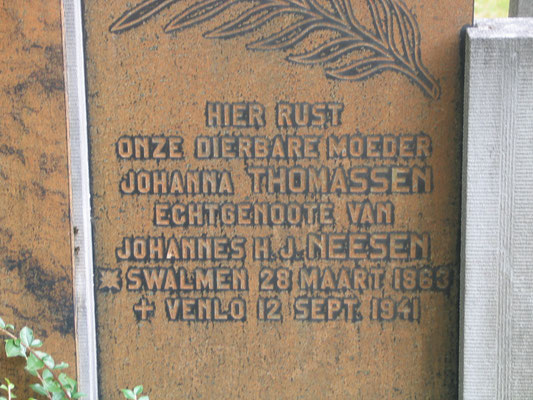 HIER RUST
ONZE DIERBARE MOEDER
JOHANNA THOMASSEN
ECHTGENOOTE VAN
JOHANNES H.J. NEESEN
* SWALMEN 28 MAART 1863
+ VENLO 12 SEPT. 1941